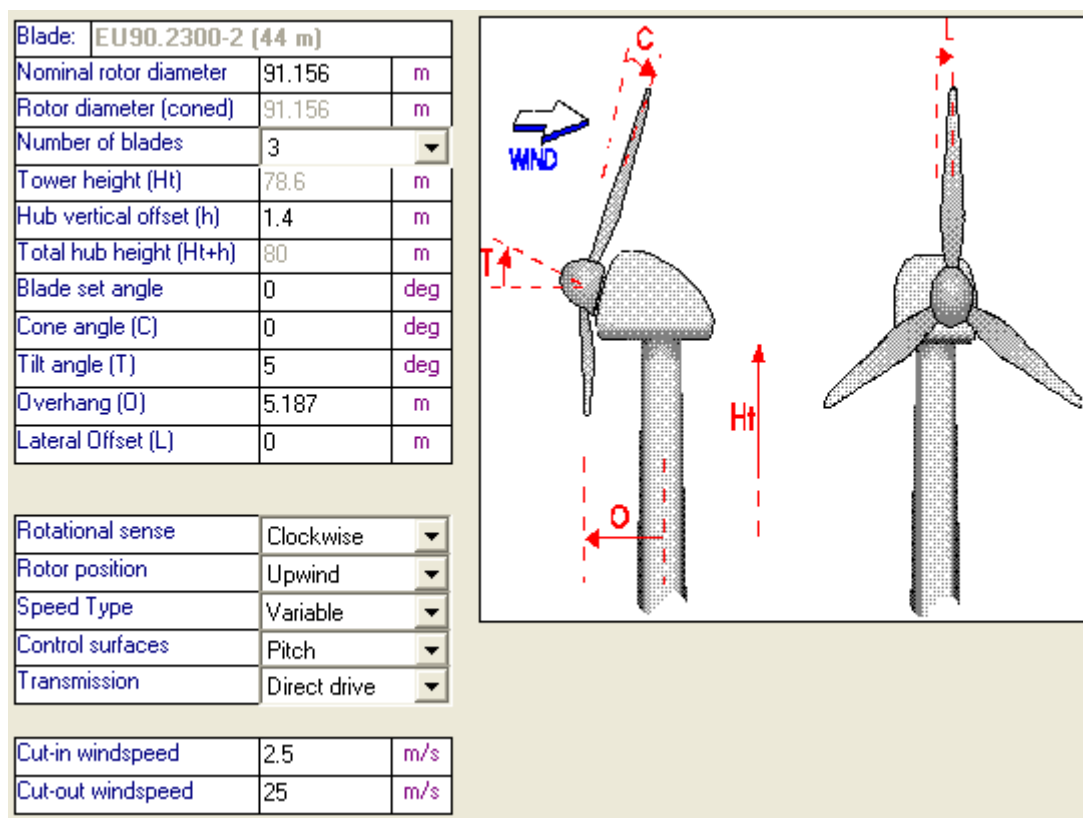 Blade: EU90.2300-2 (44 m)
Nominal rotor diameter 91.156 m
Rotor diameter (coned) 91.156 m
Number of blades 3
Tower height (Ht) 78.6 m
Hub vertical offset (h) 1.4 m
Total hub height (Ht+h) 80 m
Blade set angle 0 deg
Cone angle (C) 0 deg
Tilt angle (T) 5 deg
Overhang (O) 5.187 m
Lateral Offset (L) 0 m
Rotational sense Clockwise
Rotor position Upwind
Speed Type Variable
Control surfaces Pitch
Transmission Direct drive
Cut-in windspeed 2.5 m/s
Cut-out windspeed 25 m/s
C
L
WIND
T
Ht
O